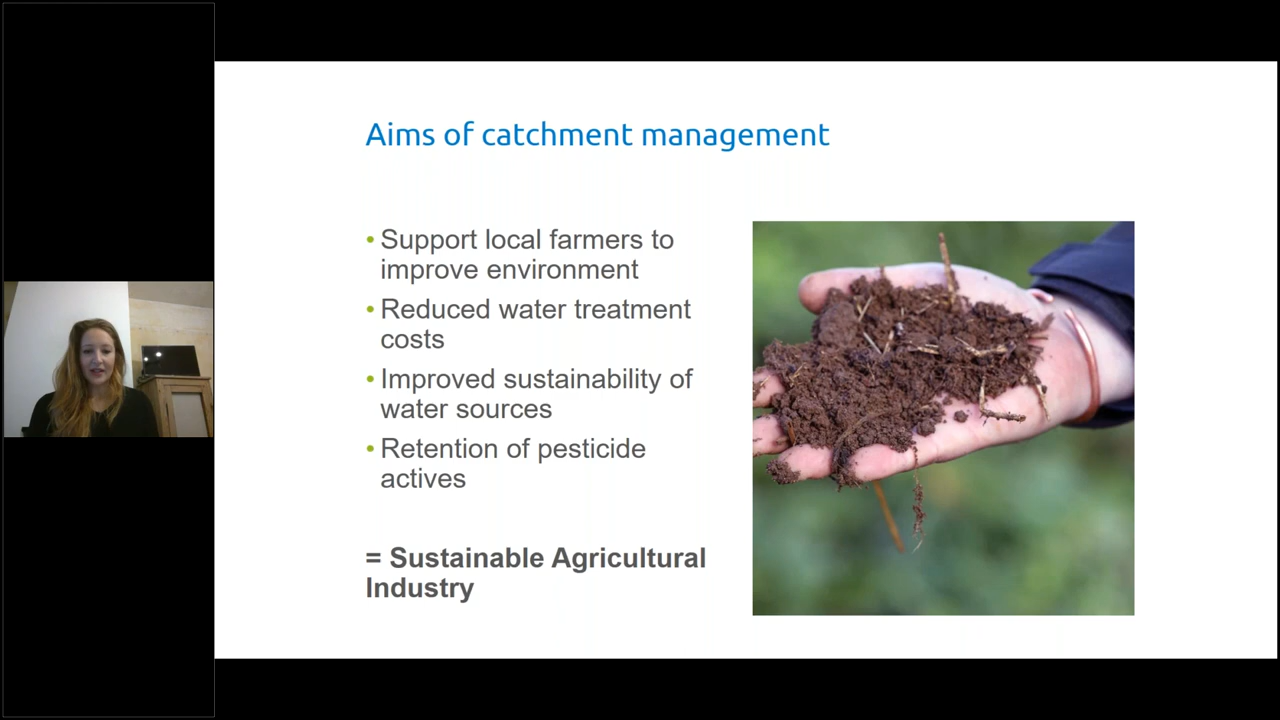 Aims of catchment management
• Support local farmers to
improve environment
• Reduced water treatment
costs
• Improved sustainability of
water sources
• Retention of pesticide
actives
= Sustainable Agricultural
Industry